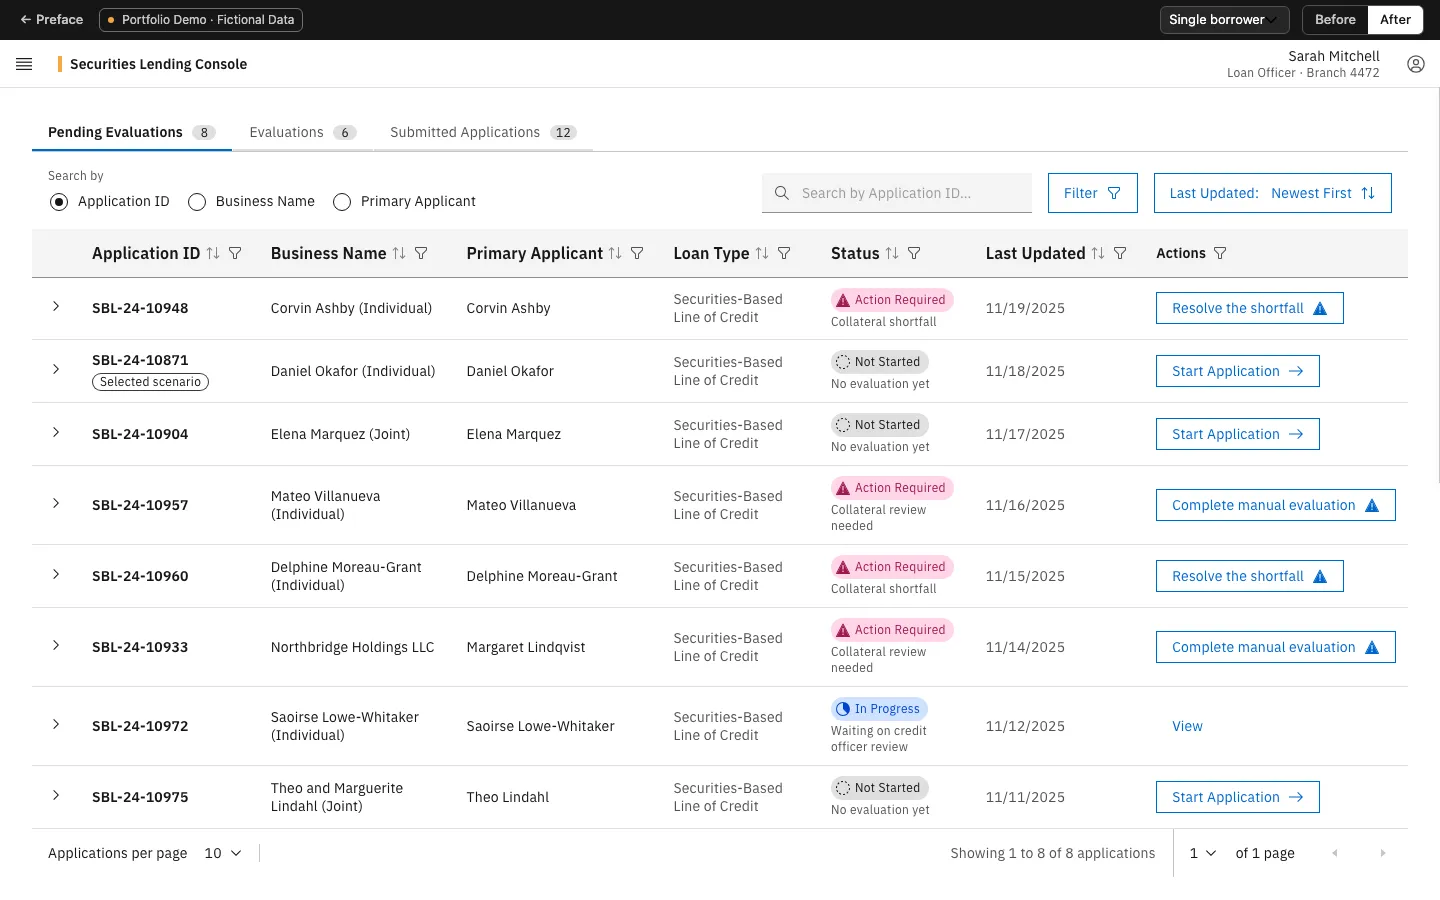 ← Preface
Portfolio Demo · Fictional Data
Single borrower
Before
After
Securities Lending Console
Sarah Mitchell
Loan Officer · Branch 4472
Pending Evaluations 8
Evaluations 6
Submitted Applications 12
Search by
Application ID
Business Name
Primary Applicant
Search by Application ID...
Filter
Last Updated: Newest First
Application ID
Business Name
Primary Applicant
Loan Type
Status
Last Updated
Actions
SBL-24-10948
Corvin Ashby (Individual)
Corvin Ashby
Securities-Based
Line of Credit
Action Required
Collateral shortfall
11/19/2025
Resolve the shortfall
SBL-24-10871
Selected scenario
Daniel Okafor (Individual)
Daniel Okafor
Securities-Based
Line of Credit
Not Started
No evaluation yet
11/18/2025
Start Application →
SBL-24-10904
Elena Marquez (Joint)
Elena Marquez
Securities-Based
Line of Credit
Not Started
No evaluation yet
11/17/2025
Start Application →
SBL-24-10957
Mateo Villanueva
(Individual)
Mateo Villanueva
Securities-Based
Line of Credit
Action Required
Collateral review
needed
11/16/2025
Complete manual evaluation
SBL-24-10960
Delphine Moreau-Grant
(Individual)
Delphine Moreau-Grant
Securities-Based
Line of Credit
Action Required
Collateral shortfall
11/15/2025
Resolve the shortfall
SBL-24-10933
Northbridge Holdings LLC
Margaret Lindqvist
Securities-Based
Line of Credit
Action Required
Collateral review
needed
11/14/2025
Complete manual evaluation
SBL-24-10972
Saoirse Lowe-Whitaker
(Individual)
Saoirse Lowe-Whitaker
Securities-Based
Line of Credit
In Progress
Waiting on credit
officer review
11/12/2025
View
SBL-24-10975
Theo and Marguerite
Lindahl (Joint)
Theo Lindahl
Securities-Based
Line of Credit
Not Started
No evaluation yet
11/11/2025
Start Application →
Applications per page 10
Showing 1 to 8 of 8 applications
1
of 1 page